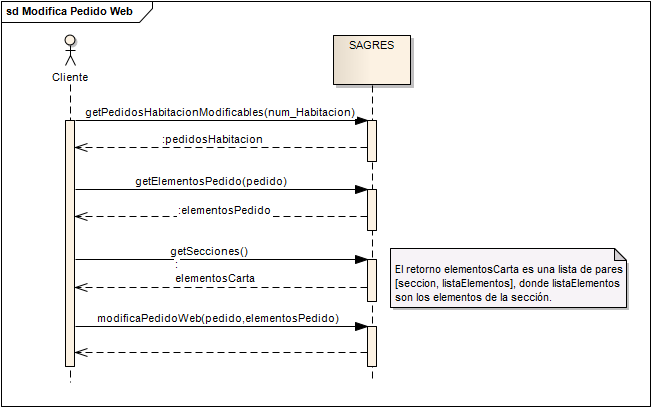 sd Modifica Pedido Web
Cliente
SAGRES
getPedidosHabitacionModificables(num_Habitacion)
:pedidosHabitacion
getElementosPedido(pedido)
:elementosPedido
getSecciones()
:
elementosCarta
El retorno elementosCarta es una lista de pares
[seccion, listaElementos], donde listaElementos
son los elementos de la sección.
modificaPedidoWeb(pedido,elementosPedido)